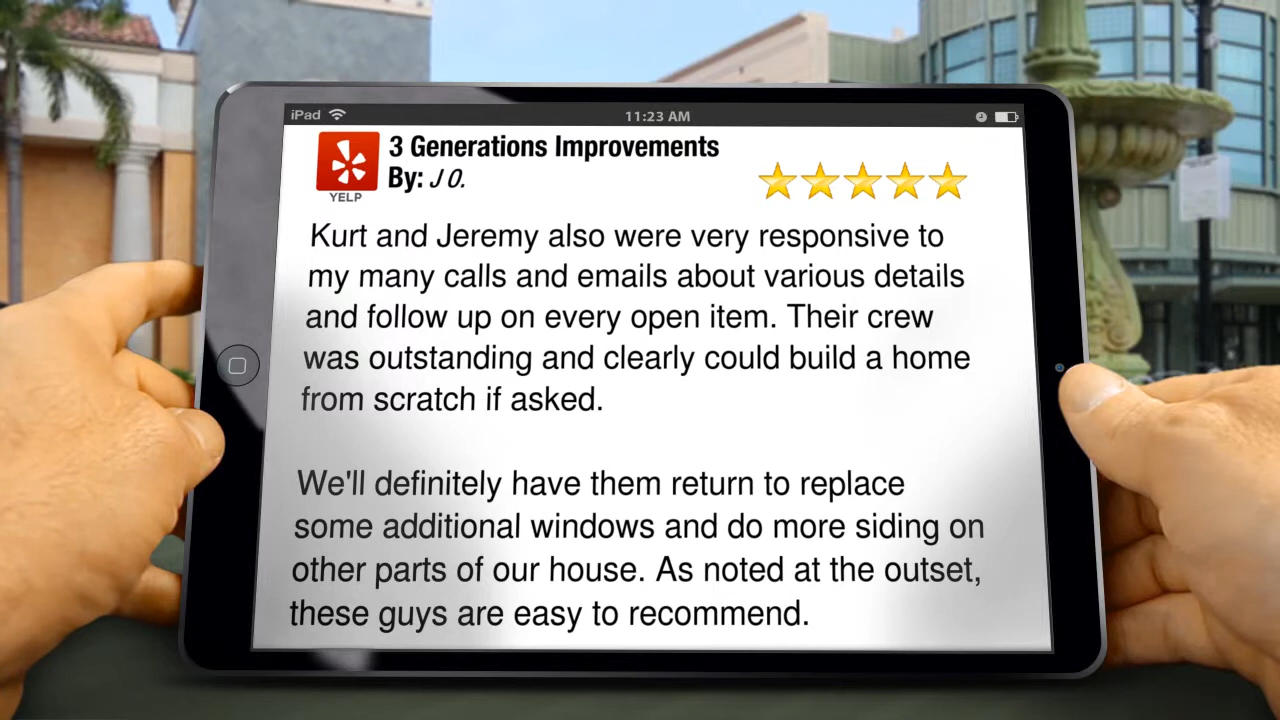 iPad 11:23 AM
3 Generations Improvements
By: J O.
YELP
Kurt and Jeremy also were very responsive to
my many calls and emails about various details
and follow up on every open item. Their crew
was outstanding and clearly could build a home
from scratch if asked.
We'll definitely have them return to replace
some additional windows and do more siding on
other parts of our house. As noted at the outset,
these guys are easy to recommend.